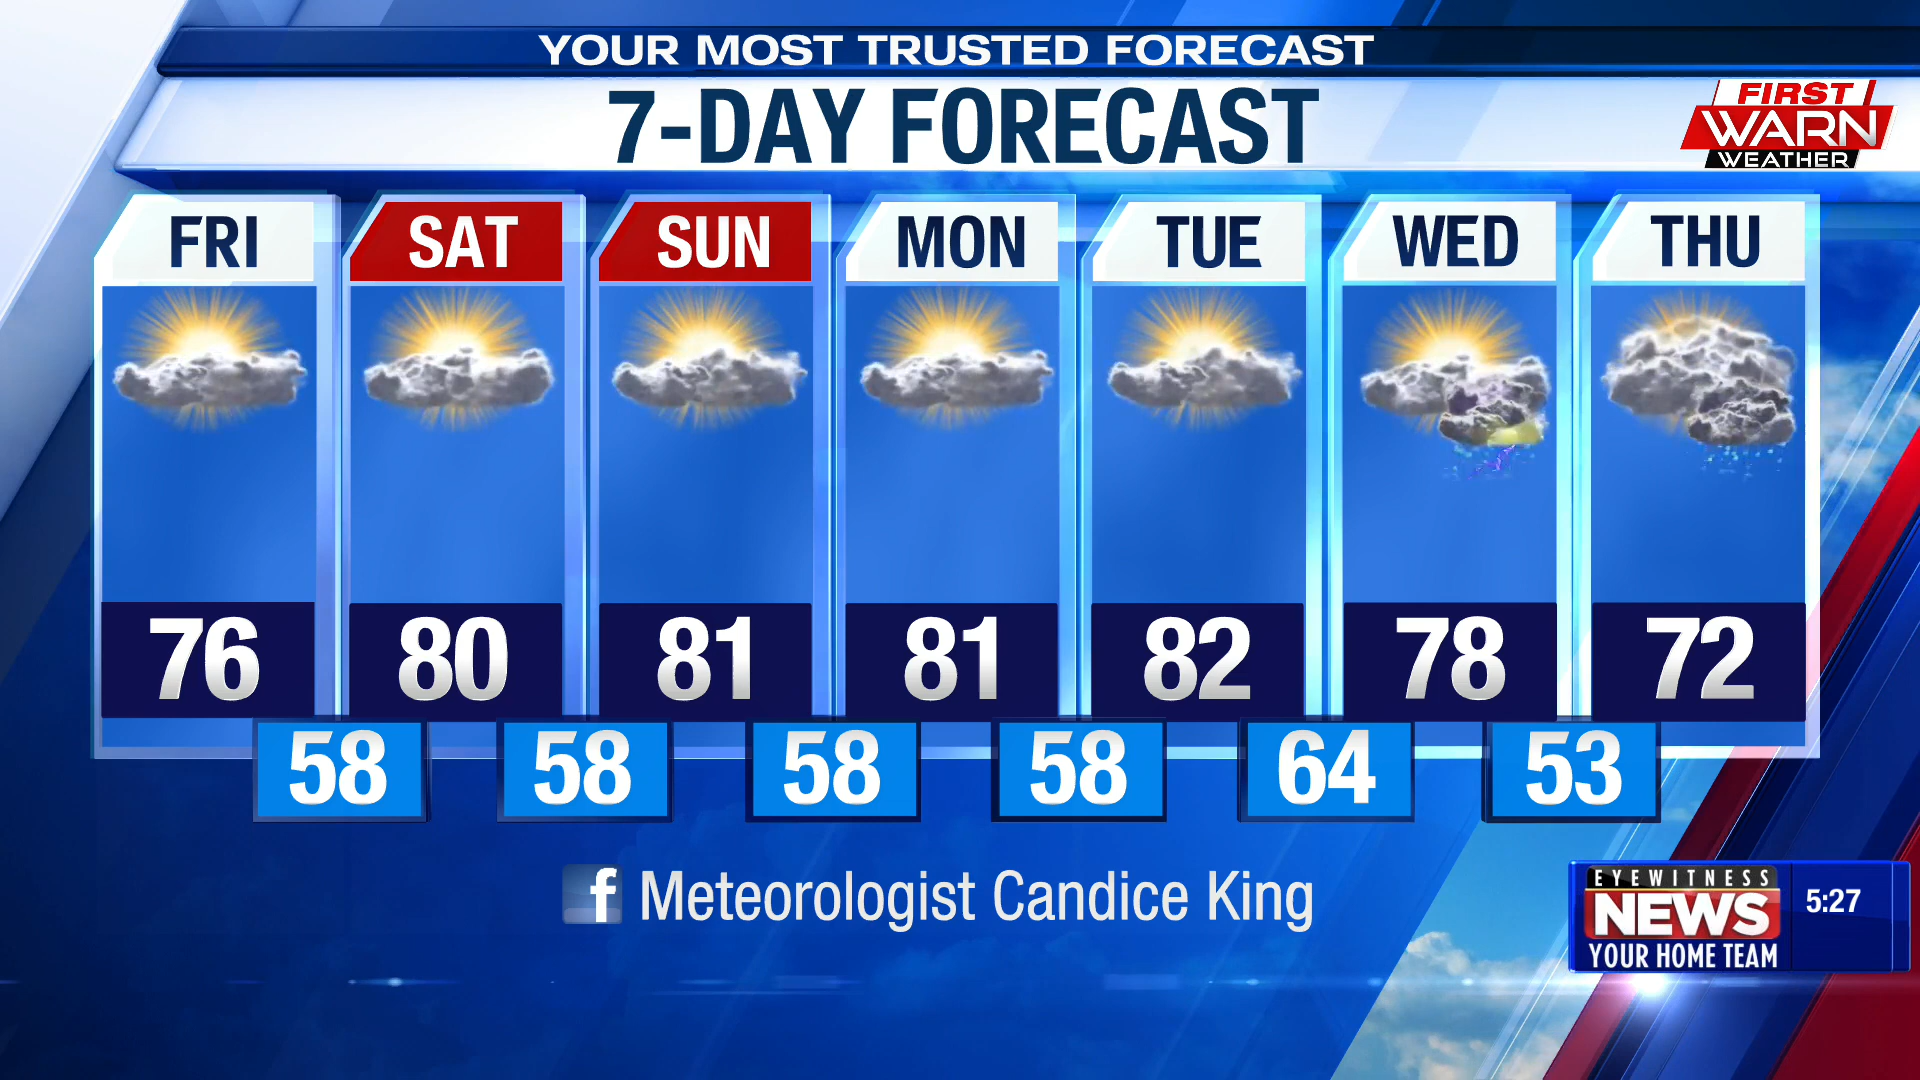 YOUR MOST TRUSTED FORECAST
7-DAY FORECAST
FIRST
WARN
WEATHER
FRI SAT SUN MON TUE WED THU
76 80 81 81 82 78 72
58 58 58 58 64 53
f Meteorologist Candice King
EYEWITNESS
NEWS
YOUR HOME TEAM
5:27